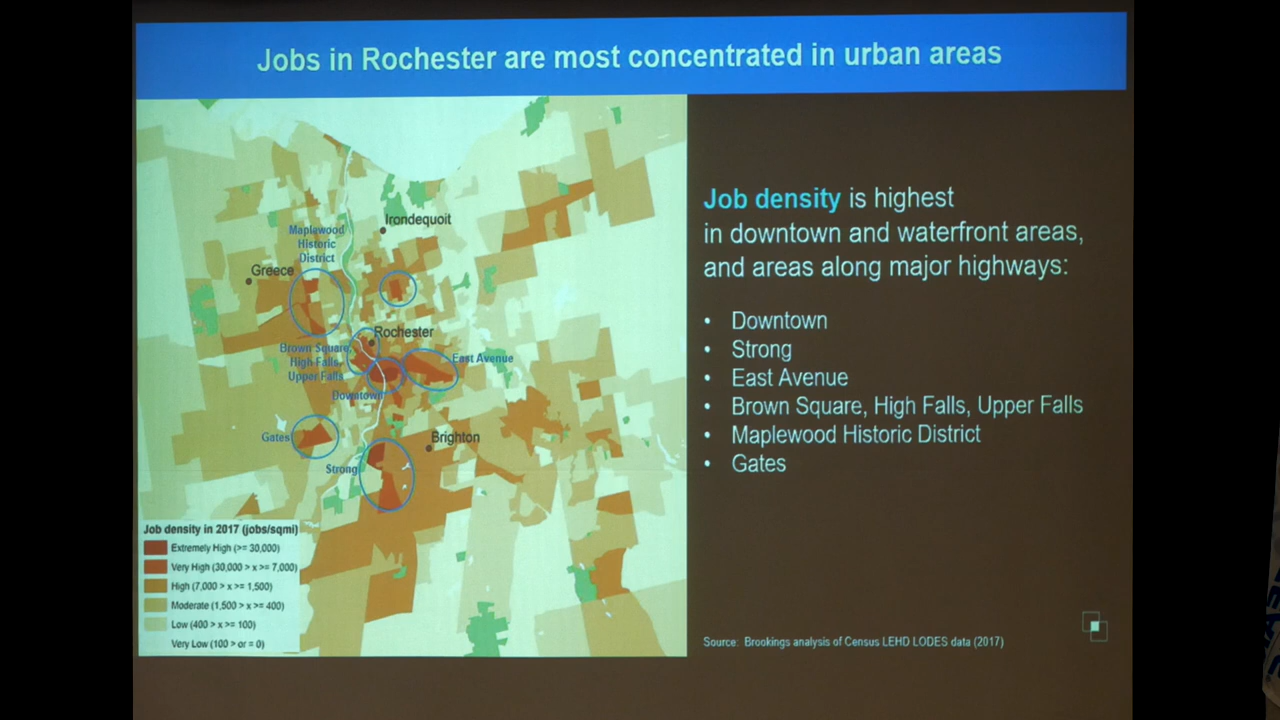 Jobs in Rochester are most concentrated in urban areas
Irondequoit
Maplewood
Historic
District
Greece
Rochester
Brown Square,
High Falls,
Upper Falls
East Avenue
Downtown
Gates
Brighton
Strong
Job density in 2017 (jobs/sqmi)
Extremely High (>= 30,000)
Very High (30,000 > x >= 7,000)
High (7,000 > x >= 1,500)
Moderate (1,500 > x >= 400)
Low (400 > x >= 100)
Very Low (100 > or = 0)
Job density is highest
in downtown and waterfront areas,
and areas along major highways:
• Downtown
• Strong
• East Avenue
• Brown Square, High Falls, Upper Falls
• Maplewood Historic District
• Gates
Source: Brookings analysis of Census LEHD LODES data (2017)